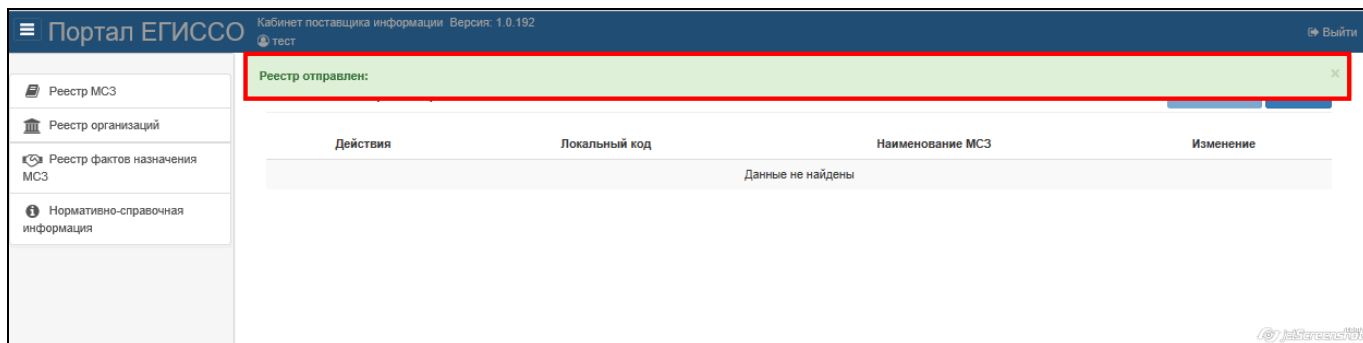 Портал ЕГИССО
Кабинет поставщика информации Версия: 1.0.192
тест
Выйти
Реестр отправлен:
×
Реестр МСЗ
Реестр организаций
Реестр фактов назначения
МСЗ
Нормативно-справочная
информация
Действия Локальный код Наименование МСЗ Изменение
Данные не найдены